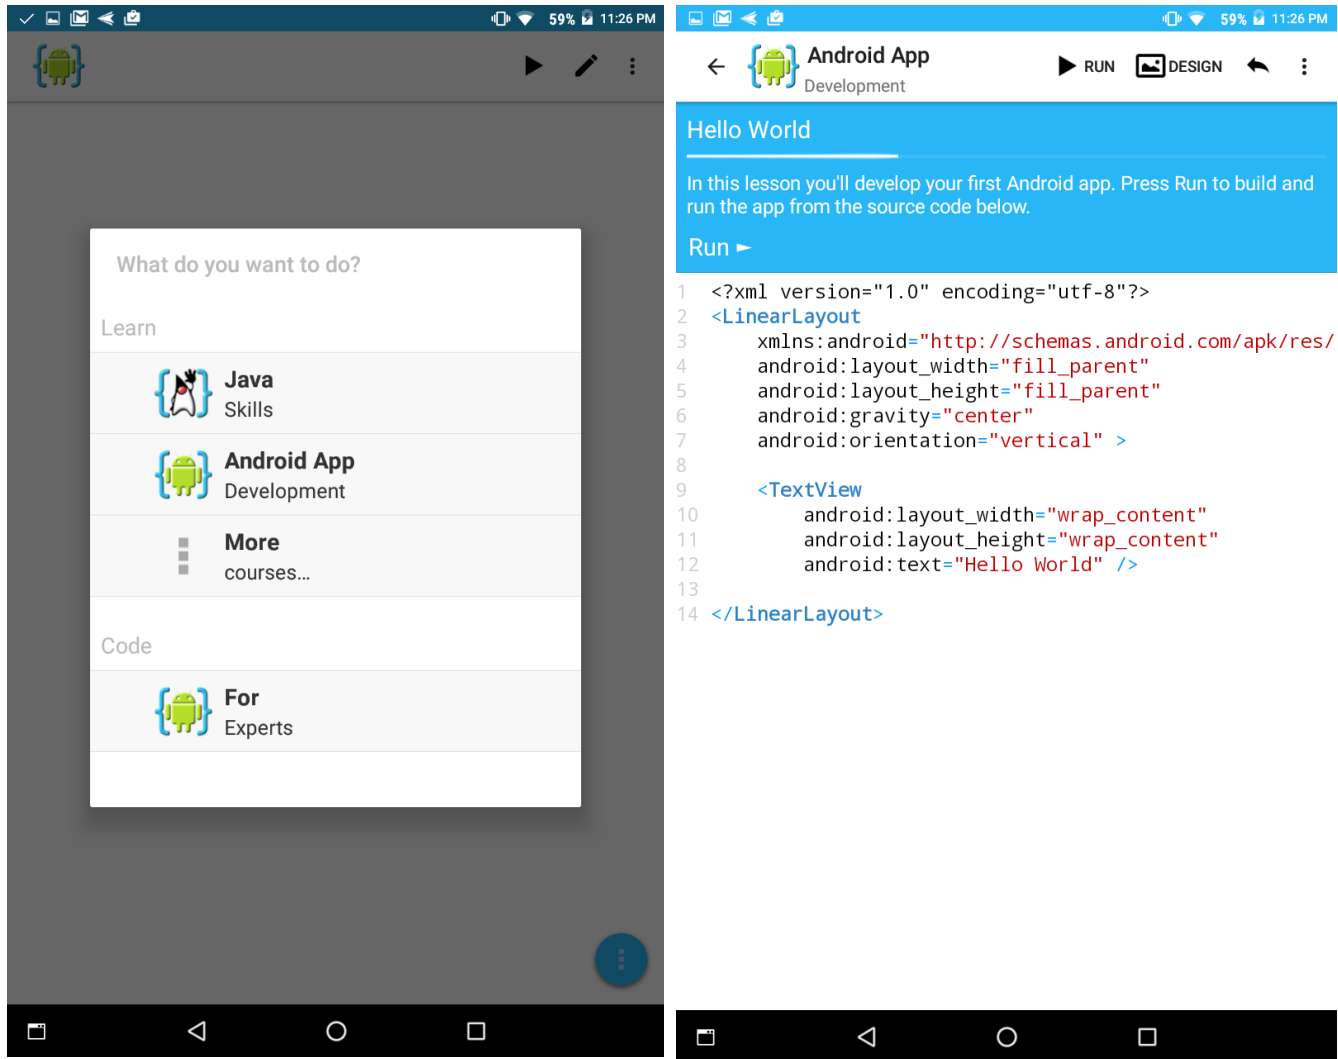 59% 11:26 PM
What do you want to do?
Learn
Java
Skills
Android App
Development
More
courses...
Code
For
Experts
59% 11:26 PM
Android App
Development
RUN
DESIGN
Hello World
In this lesson you'll develop your first Android app. Press Run to build and
run the app from the source code below.
Run ►
1 <?xml version="1.0" encoding="utf-8"?>
2 <LinearLayout
3 xmlns:android="http://schemas.android.com/apk/res/
4 android:layout_width="fill_parent"
5 android:layout_height="fill_parent"
6 android:gravity="center"
7 android:orientation="vertical" >
8
9 <TextView
10 android:layout_width="wrap_content"
11 android:layout_height="wrap_content"
12 android:text="Hello World" />
13
14 </LinearLayout>